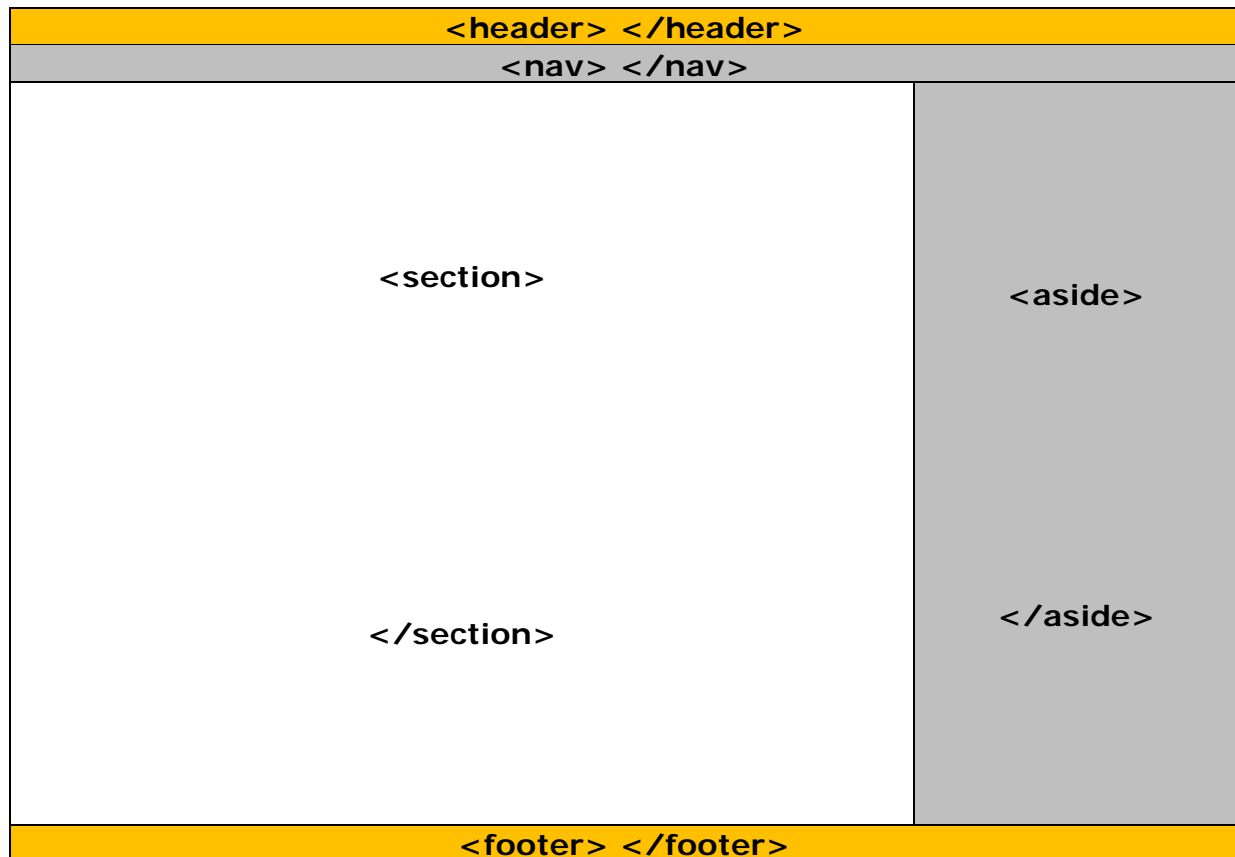 <header> </header>
<nav> </nav>
<section>
<aside>
</section>
</aside>
<footer> </footer>